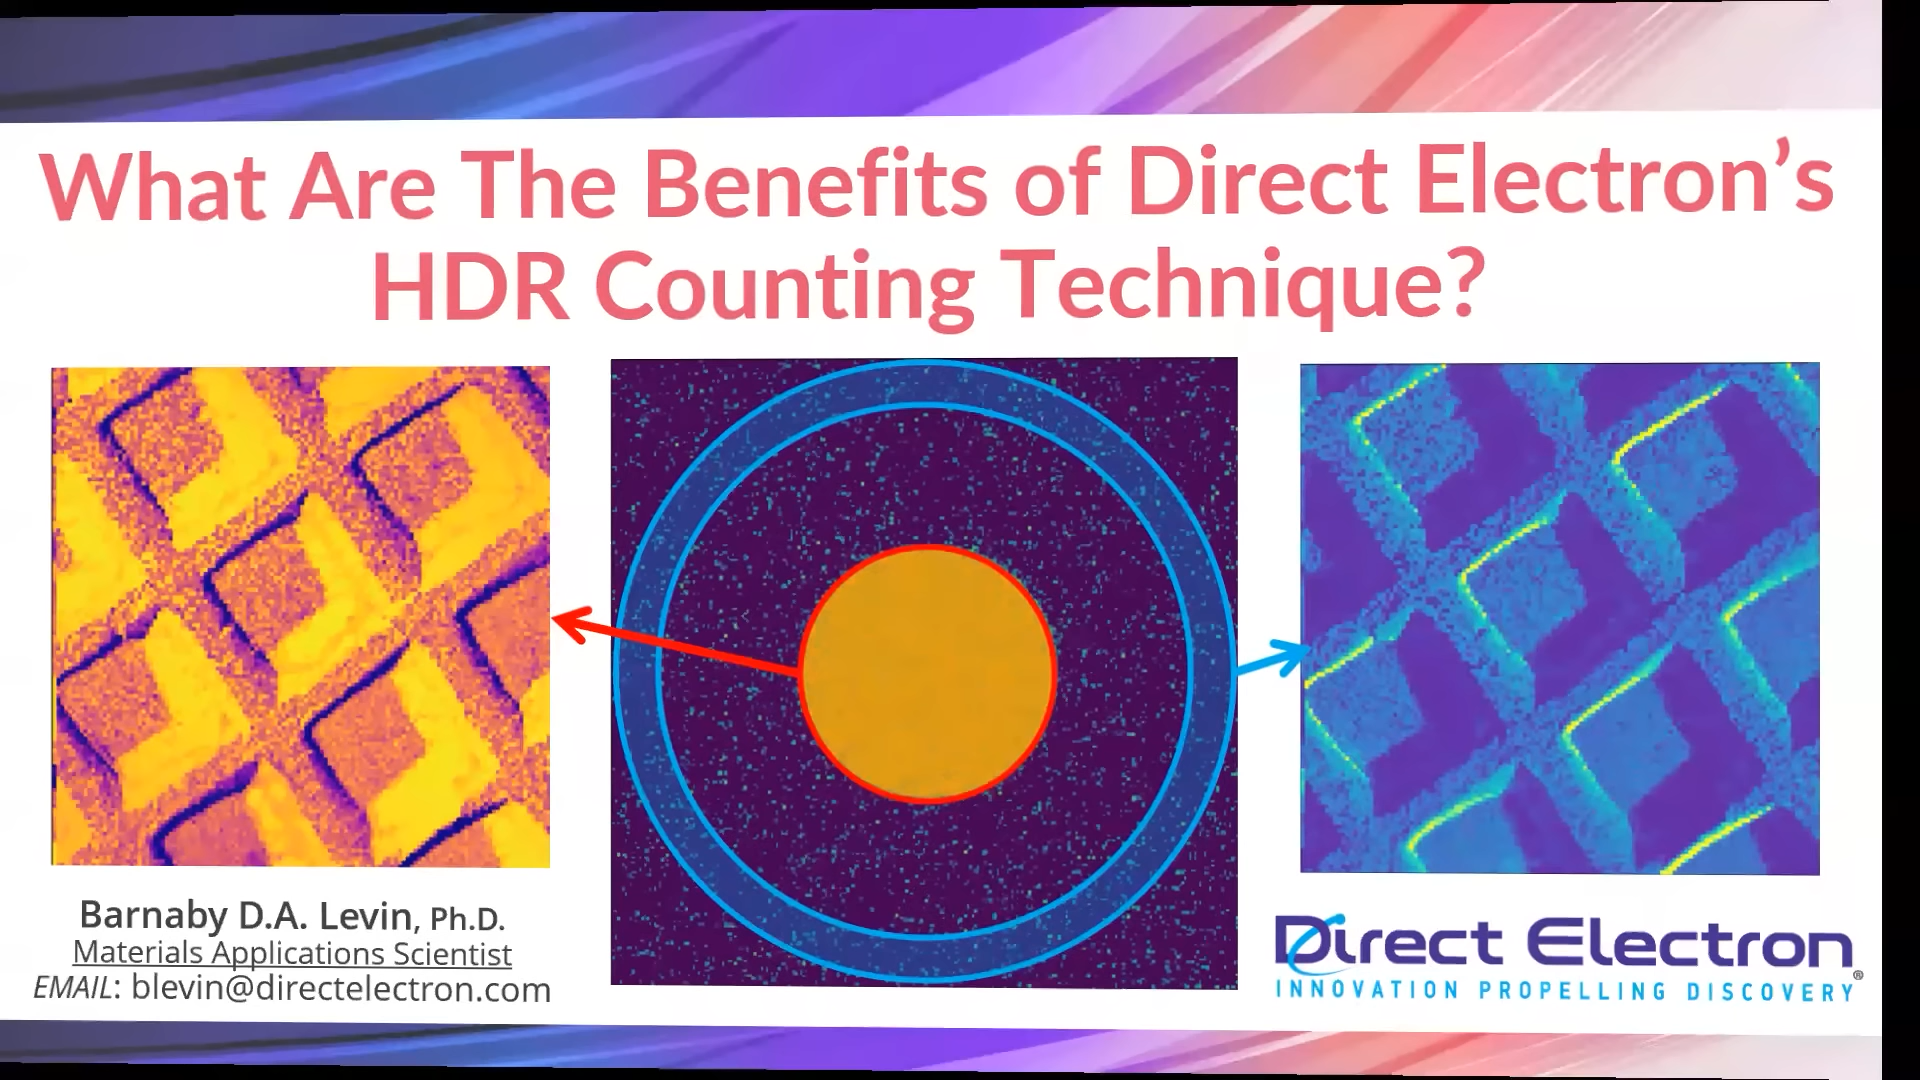 What Are The Benefits of Direct Electron’s
HDR Counting Technique?
Barnaby D.A. Levin, Ph.D.
Materials Applications Scientist
EMAIL: blevin@directelectron.com
Direct Electron®
INNOVATION PROPELLING DISCOVERY